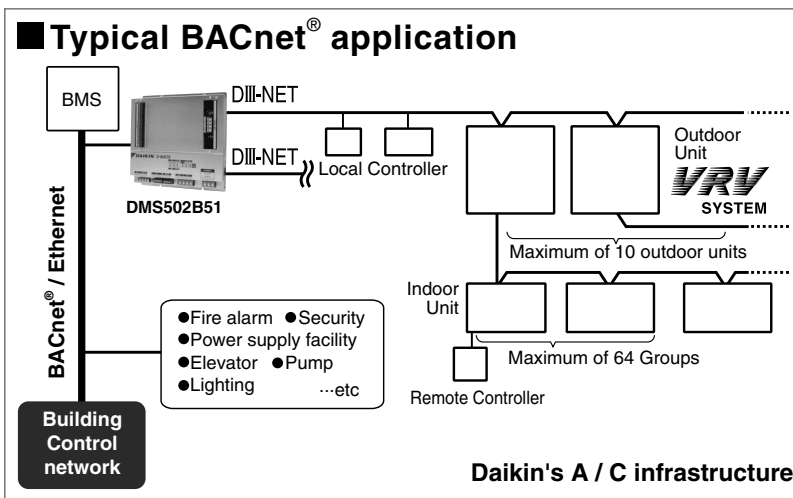 ■Typical BACnet® application
BMS
DIII-NET
DIII-NET
DAIKIN
DMS502B51
Local Controller
Outdoor
Unit
VRV
SYSTEM
Maximum of 10 outdoor units
BACnet® / Ethernet
●Fire alarm ●Security
●Power supply facility
●Elevator ●Pump
●Lighting ···etc
Indoor
Unit
Maximum of 64 Groups
Remote Controller
Building
Control
network
Daikin's A / C infrastructure